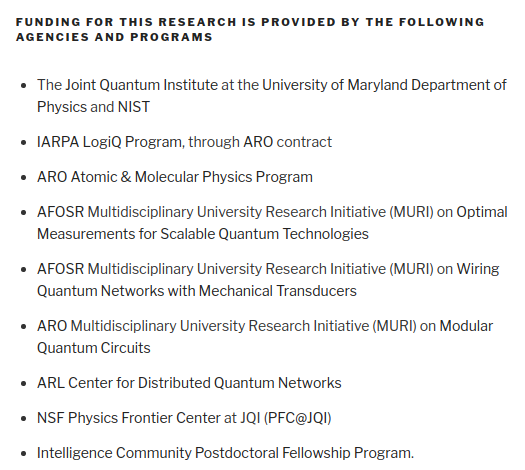 FUNDING FOR THIS RESEARCH IS PROVIDED BY THE FOLLOWING
AGENCIES AND PROGRAMS
• The Joint Quantum Institute at the University of Maryland Department of
Physics and NIST
• IARPA LogiQ Program, through ARO contract
• ARO Atomic & Molecular Physics Program
• AFOSR Multidisciplinary University Research Initiative (MURI) on Optimal
Measurements for Scalable Quantum Technologies
• AFOSR Multidisciplinary University Research Initiative (MURI) on Wiring
Quantum Networks with Mechanical Transducers
• ARO Multidisciplinary University Research Initiative (MURI) on Modular
Quantum Circuits
• ARL Center for Distributed Quantum Networks
• NSF Physics Frontier Center at JQI (PFC@JQI)
• Intelligence Community Postdoctoral Fellowship Program.